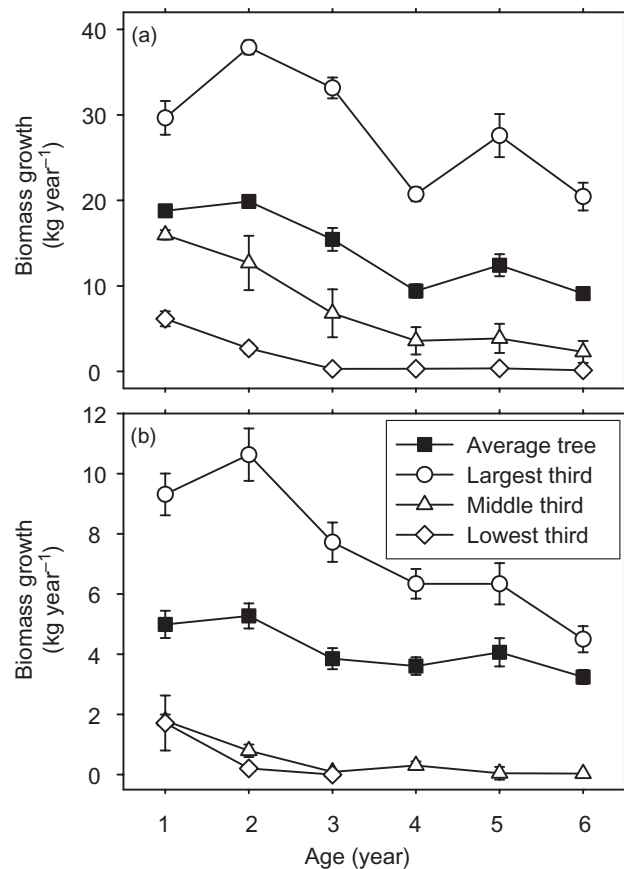 (a)
40
30
20
10
0
Biomass growth
(kg year⁻¹)
(b)
12
10
8
6
4
2
0
Biomass growth
(kg year⁻¹)
Average tree
Largest third
Middle third
Lowest third
1 2 3 4 5 6
Age (year)